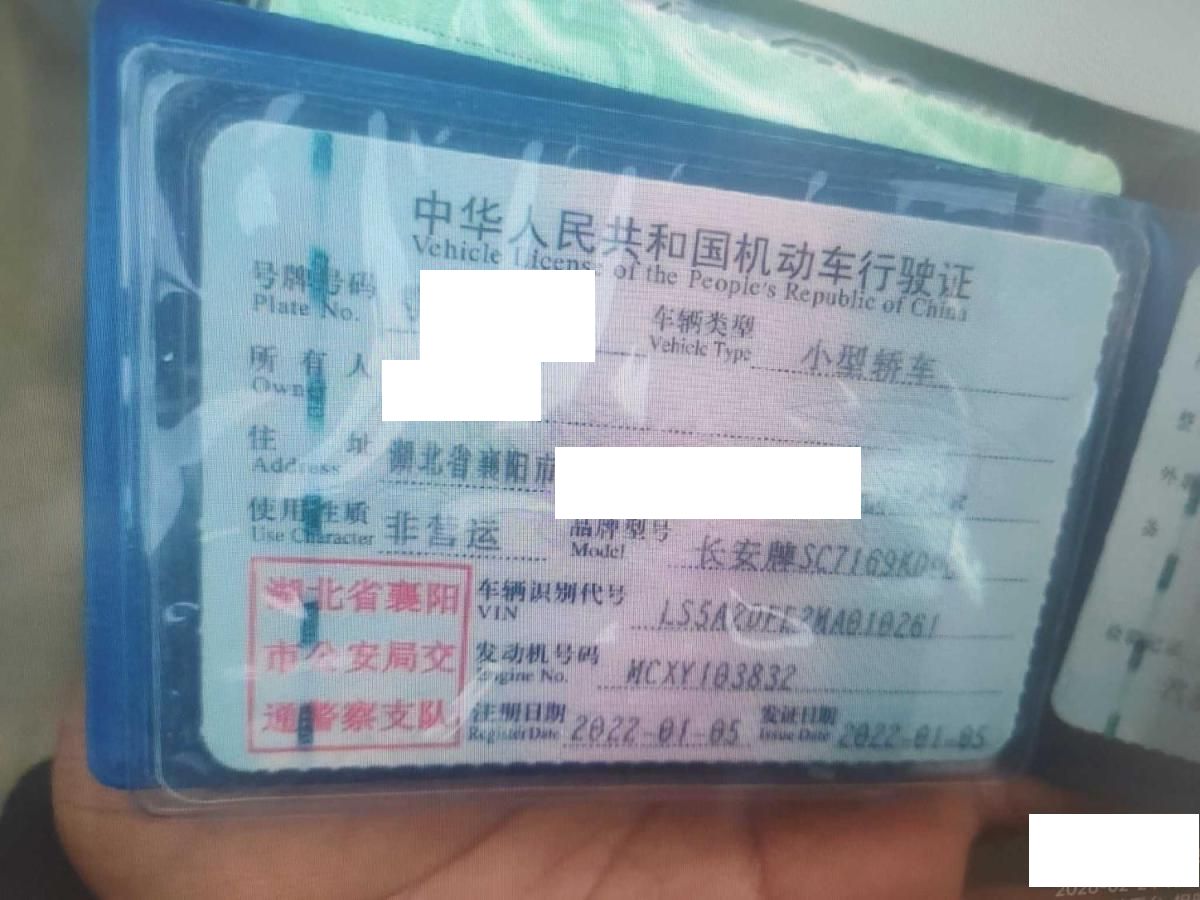 中华人民共和国机动车行驶证
Vehicle License of the People's Republic of China
号牌号码
Plate No.
车辆类型 小型轿车
Vehicle Type
所有人
Owner
住址 湖北省襄阳市
Address
使用性质 非营运
Use Character
品牌型号
Model
湖北省襄阳
市公安局交
通警察支队
车辆识别代号
VIN
发动机号码 MCXY103832
Engine No.
注册日期 2022-01-05
Register Date
发证日期 2022-01-05
Issue Date